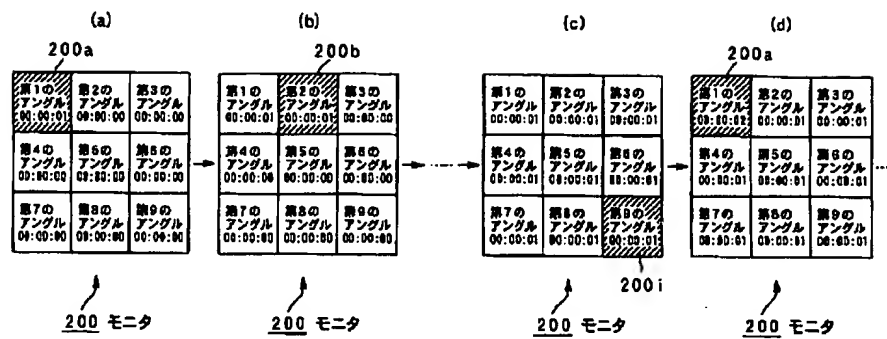 (a) (b) (c) (d)
200a 200b 200a
第1の 第2の 第3の
アングル アングル アングル
00:00:01 00:00:00 00:00:00
第4の 第5の 第6の
アングル アングル アングル
00:00:00 00:00:00 00:00:00
第7の 第8の 第9の
アングル アングル アングル
00:00:00 00:00:00 00:00:00
200 モニタ
第1の 第2の 第3の
アングル アングル アングル
00:00:01 00:00:01 00:00:00
第4の 第5の 第6の
アングル アングル アングル
00:00:00 00:00:00 00:00:00
第7の 第8の 第9の
アングル アングル アングル
00:00:00 00:00:00 00:00:00
200 モニタ
第1の 第2の 第3の
アングル アングル アングル
00:00:01 00:00:01 00:00:01
第4の 第5の 第6の
アングル アングル アングル
00:00:01 00:00:01 00:00:01
第7の 第8の 第9の
アングル アングル アングル
00:00:01 00:00:01 00:00:01
200i
200 モニタ
第1の 第2の 第3の
アングル アングル アングル
00:00:02 00:00:01 00:00:01
第4の 第5の 第6の
アングル アングル アングル
00:00:01 00:00:01 00:00:01
第7の 第8の 第9の
アングル アングル アングル
00:00:01 00:00:01 00:00:01
200 モニタ